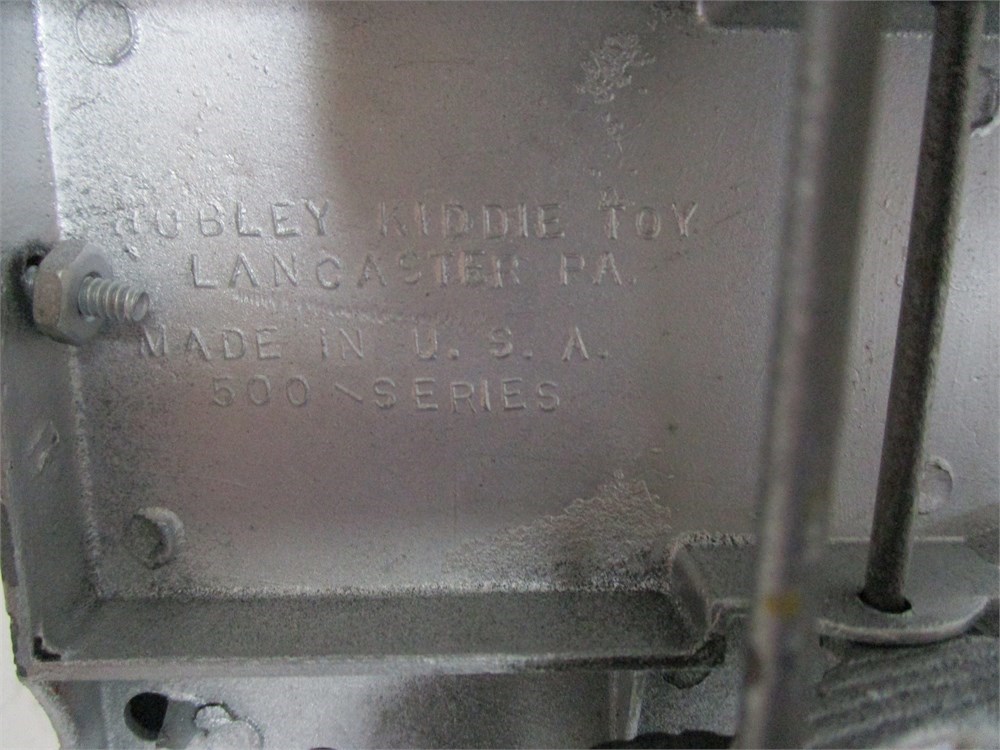 HUBLEY KIDDIE TOY
LANCASTER PA.
MADE IN U. S. A.
500 - SERIES